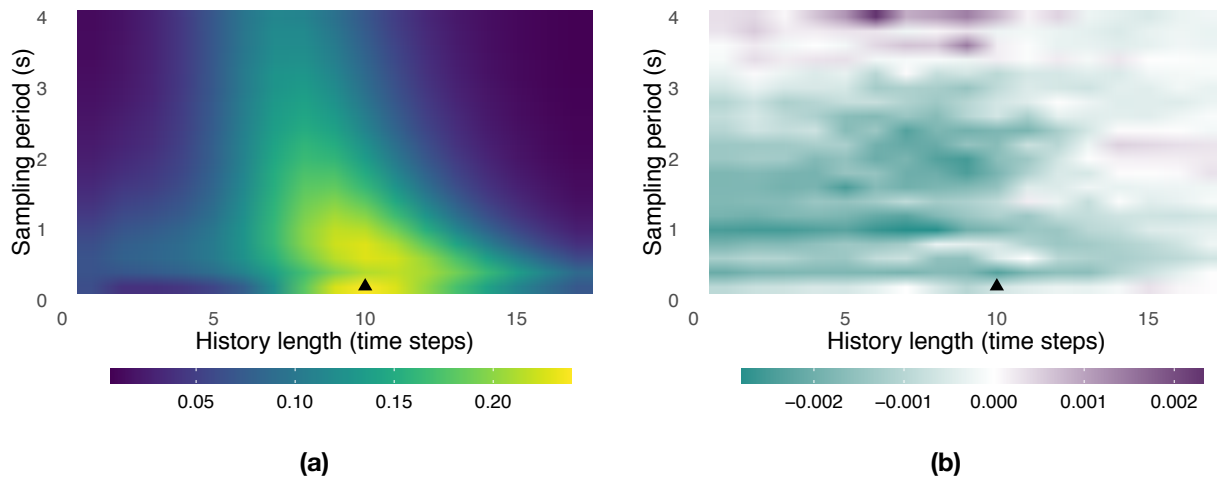 4
3
2
1
0
Sampling period (s)
0 5 10 15
History length (time steps)
0.05 0.10 0.15 0.20
(a)
4
3
2
1
0
Sampling period (s)
0 5 10 15
History length (time steps)
−0.002 −0.001 0.000 0.001 0.002
(b)